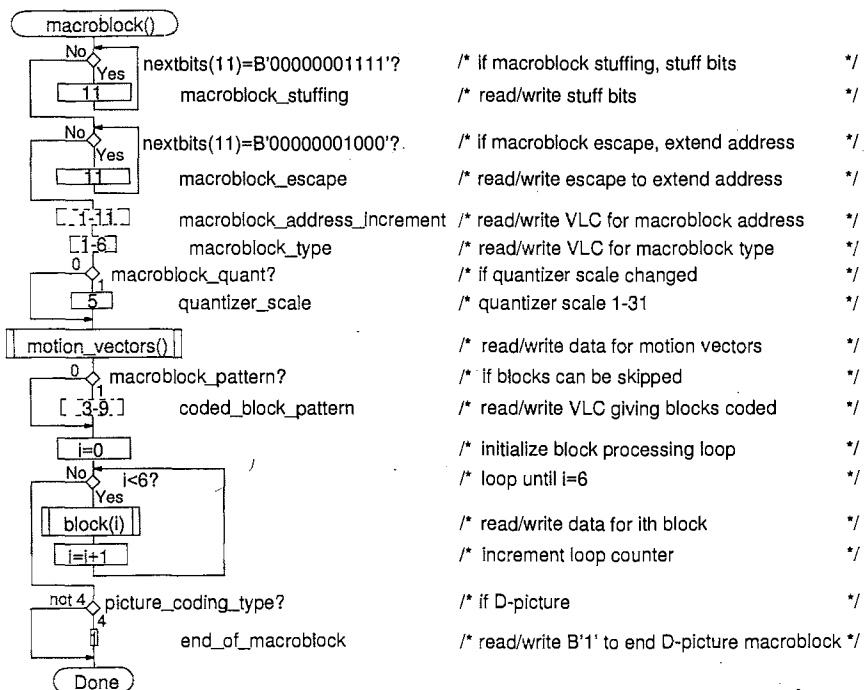 macroblock()
No nextbits(11)=B'00000001111'? /* if macroblock stuffing, stuff bits */
Yes
11 macroblock_stuffing /* read/write stuff bits */
No nextbits(11)=B'00000001000'? /* if macroblock escape, extend address */
Yes
11 macroblock_escape /* read/write escape to extend address */
1-11 macroblock_address_increment /* read/write VLC for macroblock address */
1-6 macroblock_type /* read/write VLC for macroblock type */
0 macroblock_quant? /* if quantizer scale changed */
1
5 quantizer_scale /* quantizer scale 1-31 */
motion_vectors() /* read/write data for motion vectors */
0 macroblock_pattern? /* if blocks can be skipped */
1
3-9 coded_block_pattern /* read/write VLC giving blocks coded */
i=0 /* initialize block processing loop */
No i<6? /* loop until i=6 */
Yes
block(i) /* read/write data for ith block */
i=i+1 /* increment loop counter */
not 4 picture_coding_type? /* if D-picture */
4
1 end_of_macroblock /* read/write B'1' to end D-picture macroblock */
Done